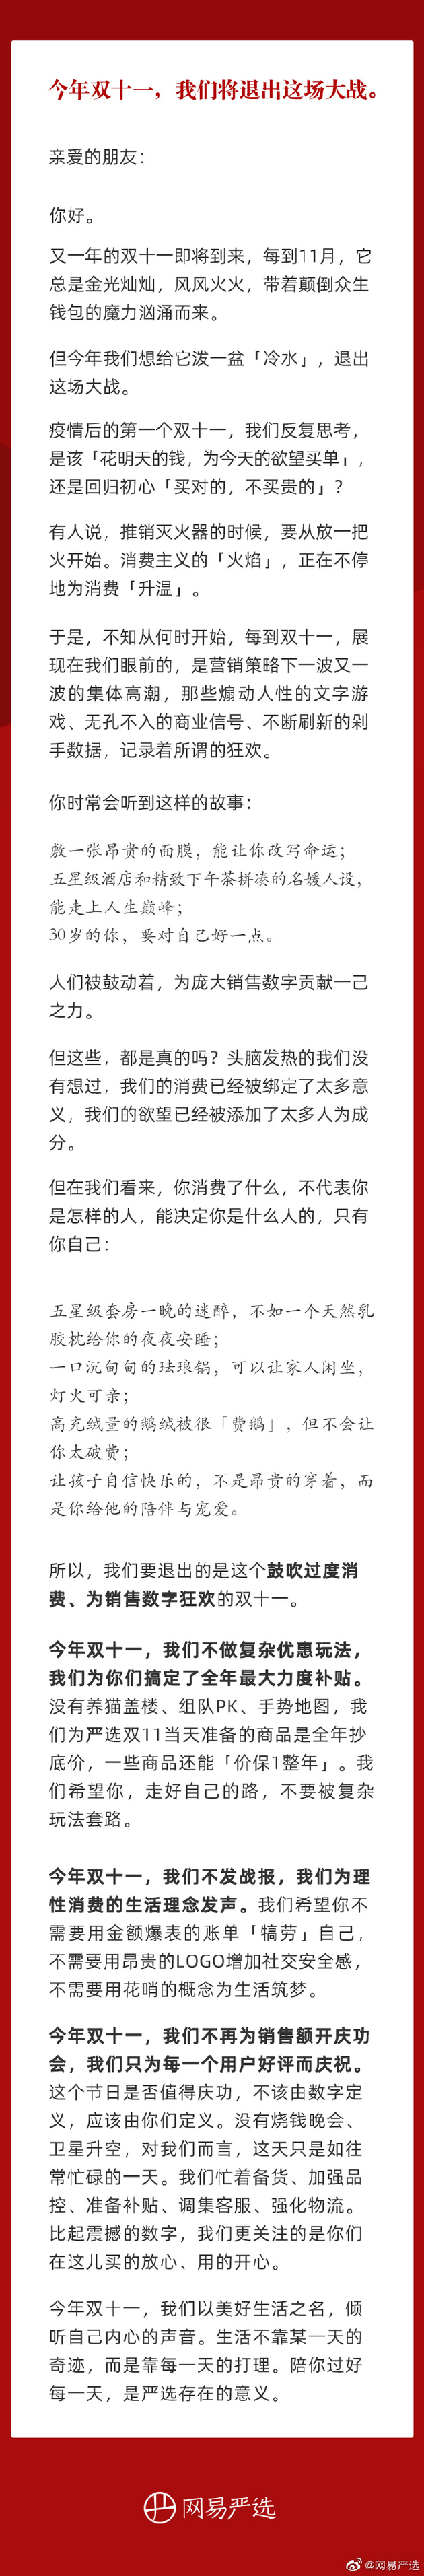 今年双十一，我们将退出这场大战。
亲爱的朋友：
你好。
又一年的双十一即将到来，每到11月，它
总是金光灿灿，风风火火，带着颠倒众生
钱包的魔力汹涌而来。
但今年我们想给它泼一盆「冷水」，退出
这场大战。
疫情后的第一个双十一，我们反复思考，
是该「花明天的钱，为今天的欲望买单」，
还是回归初心「买对的，不买贵的」？
有人说，推销灭火器的时候，要从放一把
火开始。消费主义的「火焰」，正在不停
地为消费「升温」。
于是，不知从何时开始，每到双十一，展
现在我们眼前的，是营销策略下一波又一
波的集体高潮，那些煽动人性的文字游
戏、无孔不入的商业信号、不断刷新的剁
手数据，记录着所谓的狂欢。
你时常会听到这样的故事：
敷一张昂贵的面膜，能让你改写命运；
五星级酒店和精致下午茶拼凑的名媛人设，
能走上人生巅峰；
30岁的你，要对自己好一点。
人们被鼓动着，为庞大销售数字贡献一己
之力。
但这些，都是真的吗？头脑发热的我们没
有想过，我们的消费已经被绑定了太多意
义，我们的欲望已经被添加了太多人为成
分。
但在我们看来，你消费了什么，不代表你
是怎样的人，能决定你是什么人的，只有
你自己：
五星级套房一晚的迷醉，不如一个天然乳
胶枕给你的夜夜安睡；
一口沉甸甸的珐琅锅，可以让家人闲坐，
灯火可亲；
高充绒量的鹅绒被很「费鹅」，但不会让
你太破费；
让孩子自信快乐的，不是昂贵的穿着，而
是你给他的陪伴与宠爱。
所以，我们要退出的是这个鼓吹过度消
费、为销售数字狂欢的双十一。
今年双十一，我们不做复杂优惠玩法，
我们为你们搞定了全年最大力度补贴。
没有养猫盖楼、组队PK、手势地图，我
们为严选双11当天准备的商品是全年抄
底价，一些商品还能「价保1整年」。我
们希望你，走好自己的路，不要被复杂
玩法套路。
今年双十一，我们不发战报，我们为理
性消费的生活理念发声。我们希望你不
需要用金额爆表的账单「犒劳」自己，
不需要用昂贵的LOGO增加社交安全感，
不需要用花哨的概念为生活筑梦。
今年双十一，我们不再为销售额开庆功
会，我们只为每一个用户好评而庆祝。
这个节日是否值得庆功，不该由数字定
义，应该由你们定义。没有烧钱晚会、
卫星升空，对我们而言，这天只是如往
常忙碌的一天。我们忙着备货、加强品
控、准备补贴、调集客服、强化物流。
比起震撼的数字，我们更关注的是你们
在这儿买的放心、用的开心。
今年双十一，我们以美好生活之名，倾
听自己内心的声音。生活不靠某一天的
奇迹，而是靠每一天的打理。陪你过好
每一天，是严选存在的意义。
网易严选
@网易严选